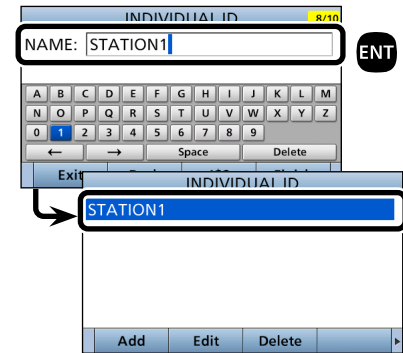 INDIVIDUAL ID 8/10
NAME: STATION1
ENT
A B C D E F G H I J K L M
N O P Q R S T U V W X Y Z
0 1 2 3 4 5 6 7 8 9
← → Space Delete
INDIVIDUAL ID
STATION1
Add Edit Delete